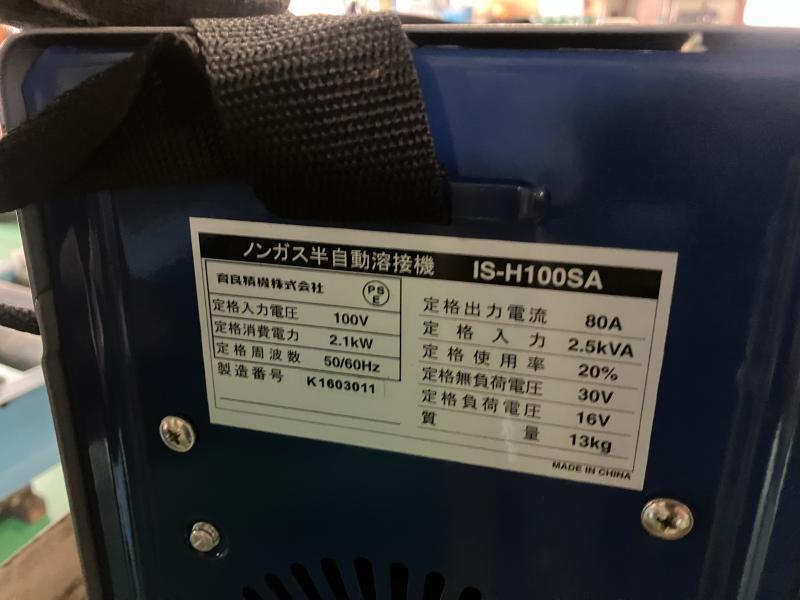 ノンガス半自動溶接機 IS-H100SA
育良精機株式会社 PSE
定格入力電圧 100V
定格消費電力 2.1kW
定格周波数 50/60Hz
製造番号 K1603011
定格出力電流 80A
定格入力 2.5kVA
定格使用率 20%
定格無負荷電圧 30V
定格負荷電圧 16V
質量 13kg
MADE IN CHINA